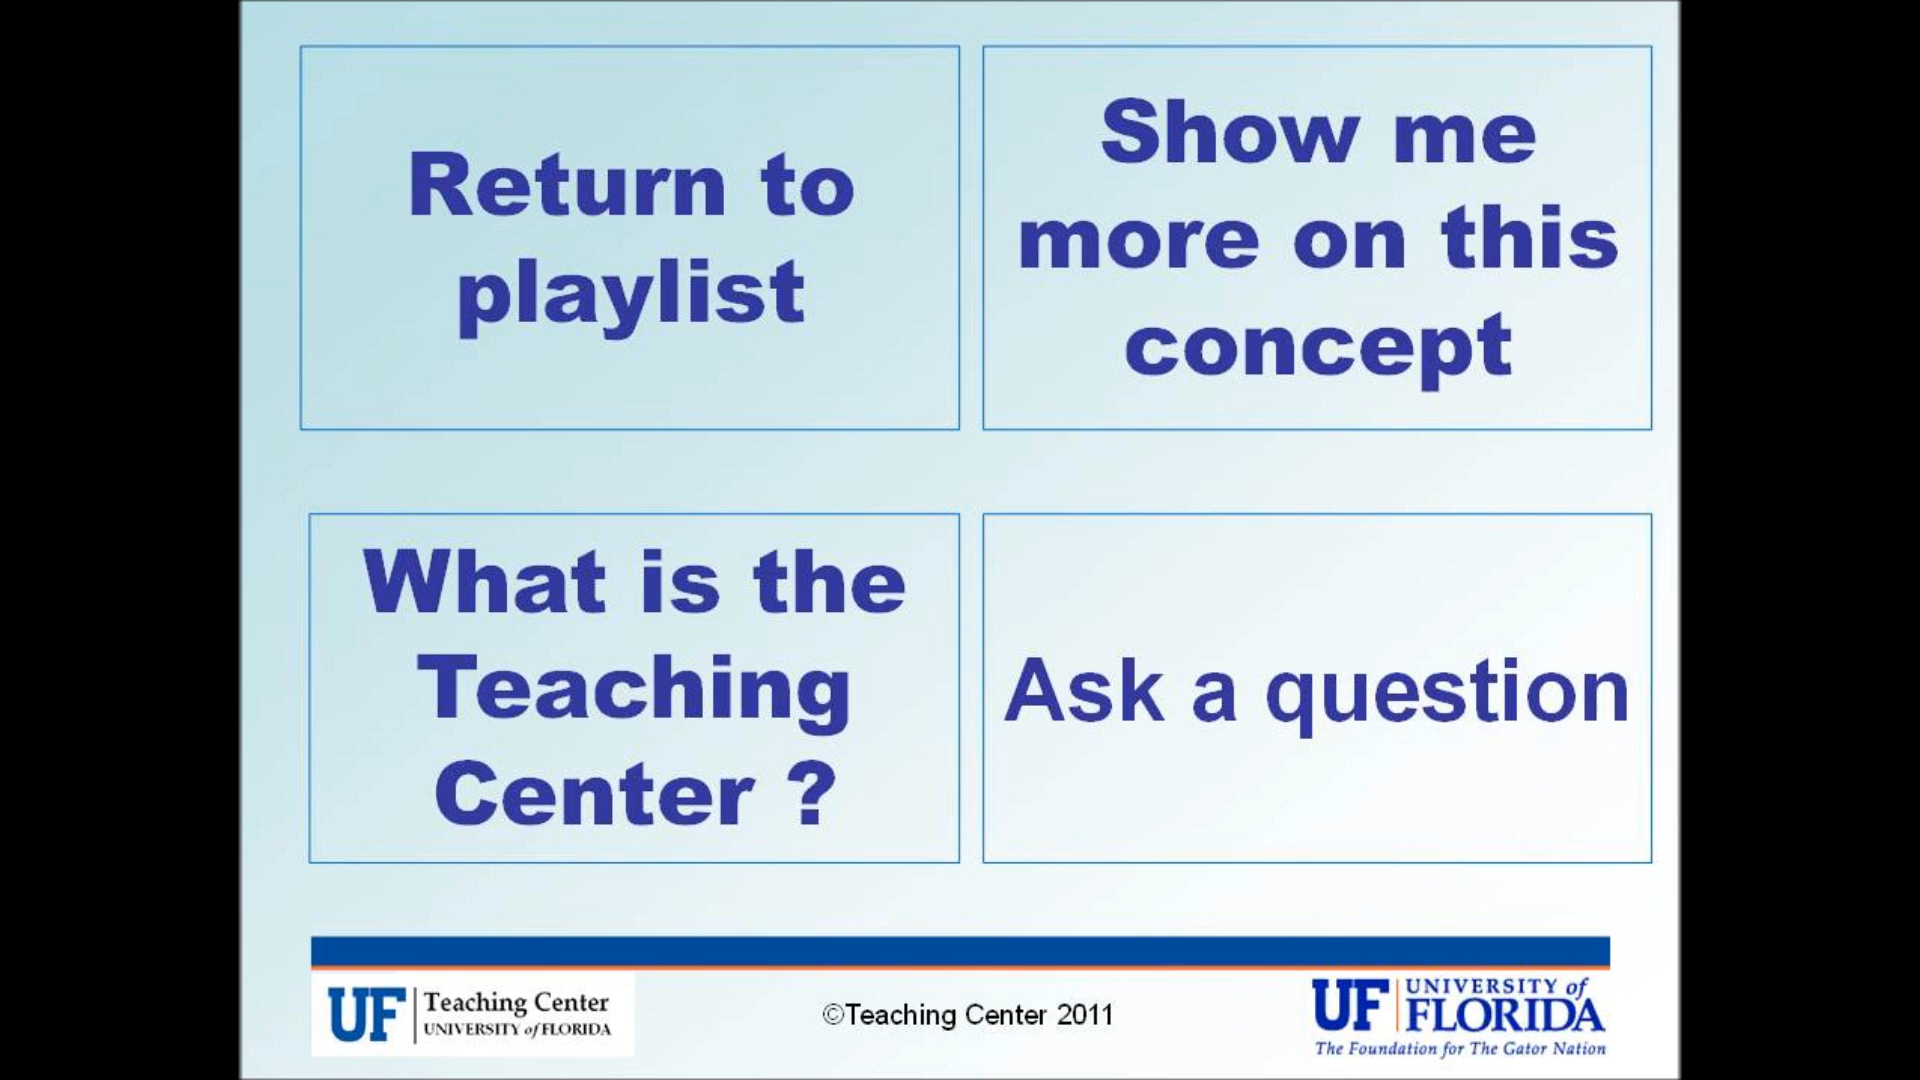 Return to
playlist
Show me
more on this
concept
What is the
Teaching
Center ?
Ask a question
UF Teaching Center
UNIVERSITY of FLORIDA
©Teaching Center 2011
UF UNIVERSITY of
FLORIDA
The Foundation for The Gator Nation